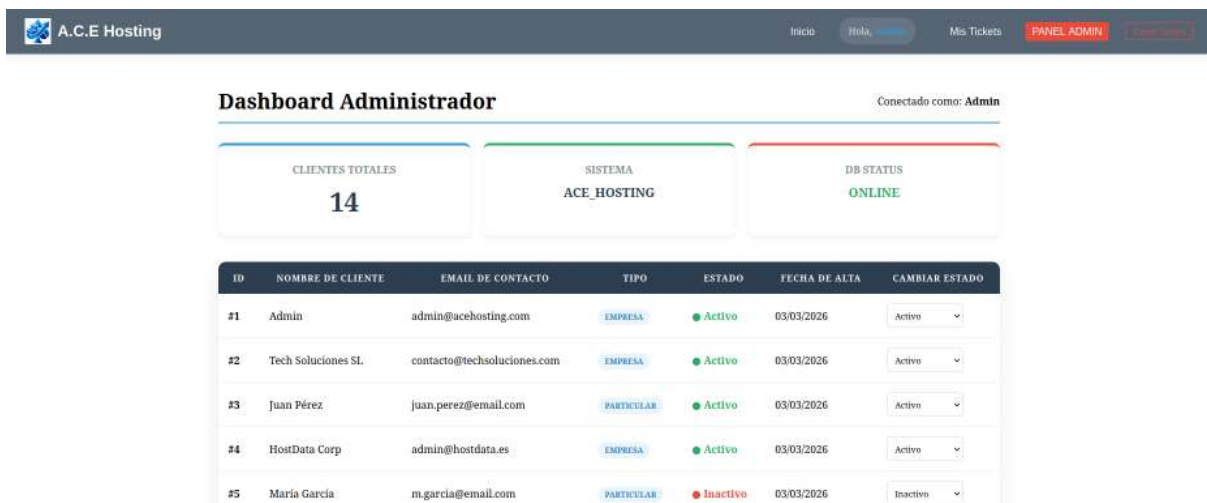 A.C.E Hosting
Inicio
Hola,
Mis Tickets
PANEL ADMIN
Dashboard Administrador
Conectado como: Admin
CLIENTES TOTALES
14
SISTEMA
ACE_HOSTING
DB STATUS
ONLINE
ID NOMBRE DE CLIENTE EMAIL DE CONTACTO TIPO ESTADO FECHA DE ALTA CAMBIAR ESTADO
#1 Admin admin@acehosting.com EMPRESA Activo 03/03/2026 Activo
#2 Tech Soluciones SL contacto@techsoluciones.com EMPRESA Activo 03/03/2026 Activo
#3 Juan Pérez juan.perez@email.com PARTICULAR Activo 03/03/2026 Activo
#4 HostData Corp admin@hostdata.es EMPRESA Activo 03/03/2026 Activo
#5 María García m.garcia@email.com PARTICULAR Inactivo 03/03/2026 Inactivo